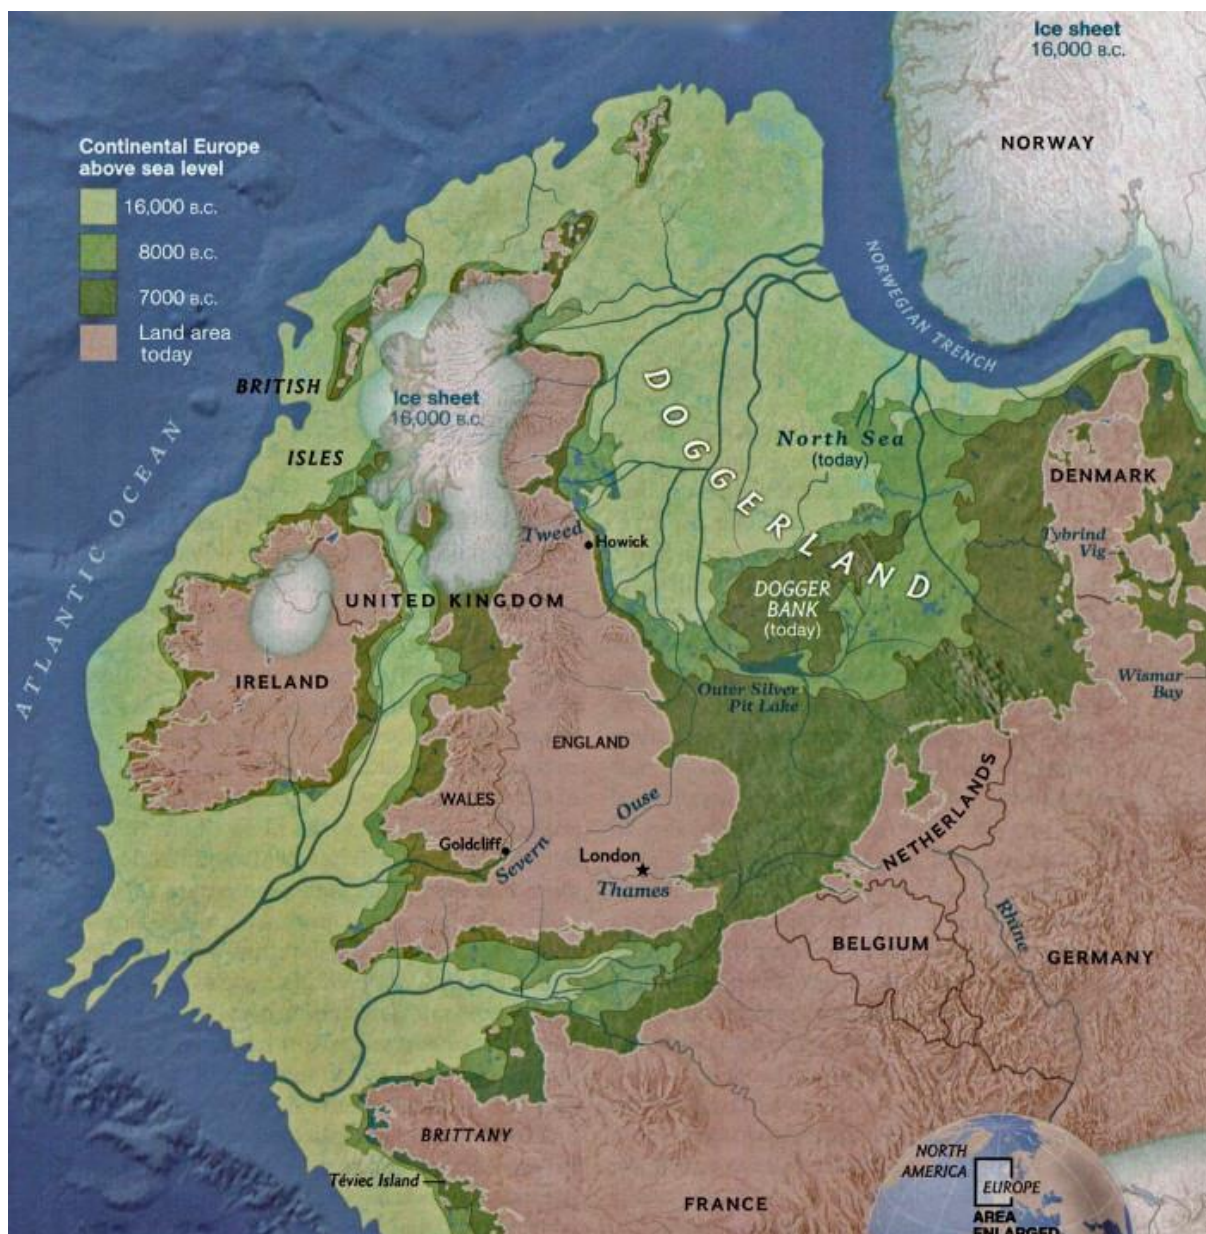 Ice sheet
16,000 B.C.
NORWAY
Continental Europe
above sea level
16,000 B.C.
8000 B.C.
7000 B.C.
Land area
today
NORWEGIAN TRENCH
BRITISH
ISLES
Ice sheet
16,000 B.C.
ATLANTIC OCEAN
DOGGERLAND
North Sea
(today)
DENMARK
Tybrind
Vig
Tweed
Howick
DOGGER
BANK
(today)
UNITED KINGDOM
IRELAND
Outer Silver
Pit Lake
Wismar
Bay
ENGLAND
WALES
Ouse
NETHERLANDS
Goldcliff
Severn
London
Thames
BELGIUM
Rhine
GERMANY
BRITTANY
Téviec Island
FRANCE
NORTH
AMERICA
EUROPE
AREA
ENLARGED